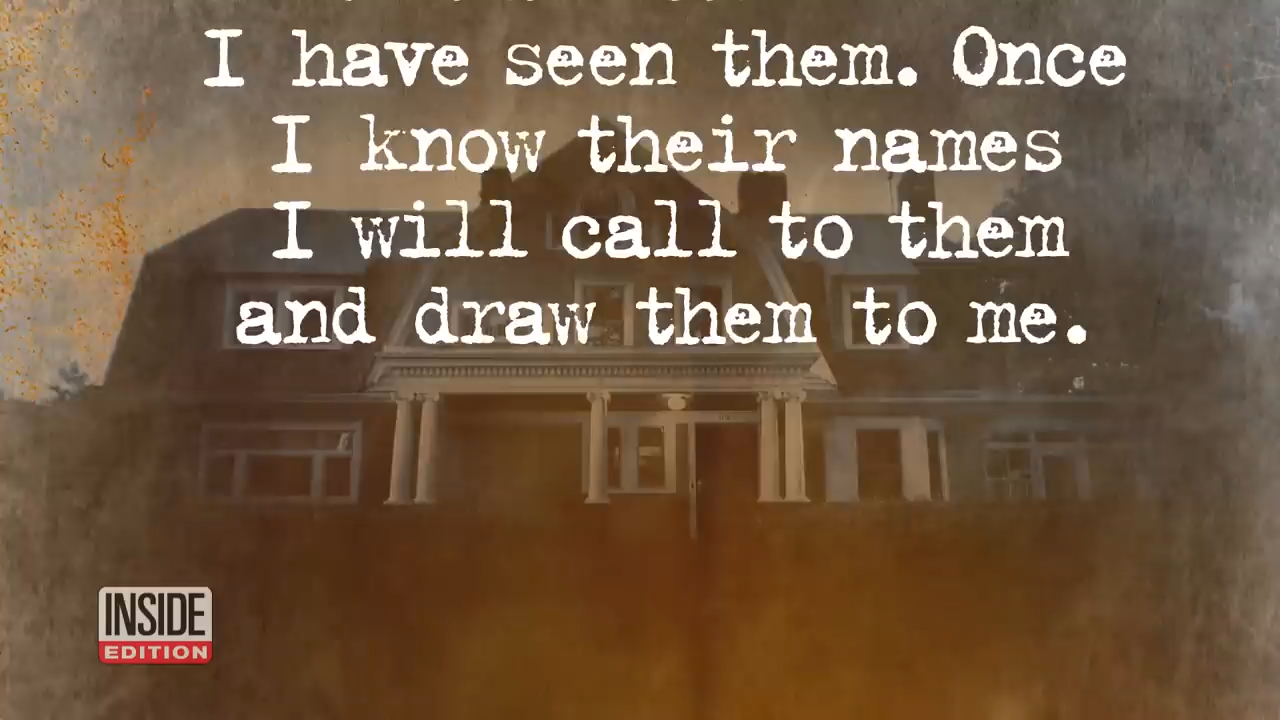 I have seen them. Once
I know their names
I will call to them
and draw them to me.
INSIDE
EDITION